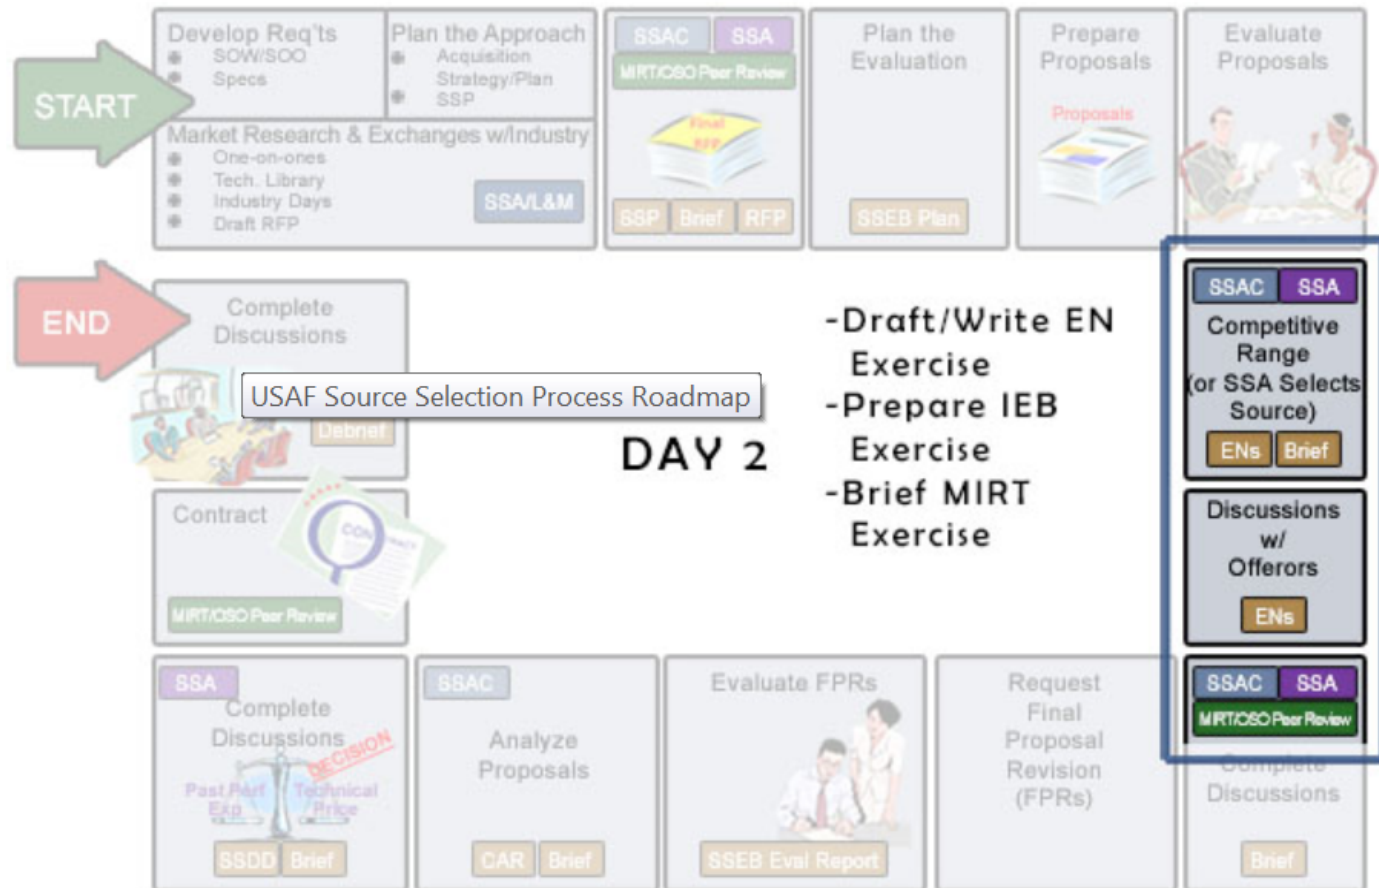 START
Develop Req'ts
SOW/SOO
Specs
Plan the Approach
Acquisition
Strategy/Plan
SSP
Market Research & Exchanges w/Industry
One-on-ones
Tech. Library
Industry Days
Draft RFP
SSA/L&M
SSAC SSA
MIRT/OSO Peer Review
Final
RFP
SSP Brief RFP
Plan the
Evaluation
SSEB Plan
Prepare
Proposals
Proposals
Evaluate
Proposals
SSAC SSA
Competitive
Range
(or SSA Selects
Source)
ENs Brief
Discussions
w/
Offerors
ENs
SSAC SSA
MIRT/OSO Peer Review
Complete
Discussions
Brief
Request
Final
Proposal
Revision
(FPRs)
Evaluate FPRs
SSEB Eval Report
SSAC
Analyze
Proposals
CAR Brief
SSA
Complete
Discussions
DECISION
Past Perf
Exp
Technical
Price
SSDD Brief
Contract
CONTRACT
MIRT/OSO Peer Review
END
Complete
Discussions
USAF Source Selection Process Roadmap
Debrief
DAY 2
-Draft/Write EN
Exercise
-Prepare IEB
Exercise
-Brief MIRT
Exercise